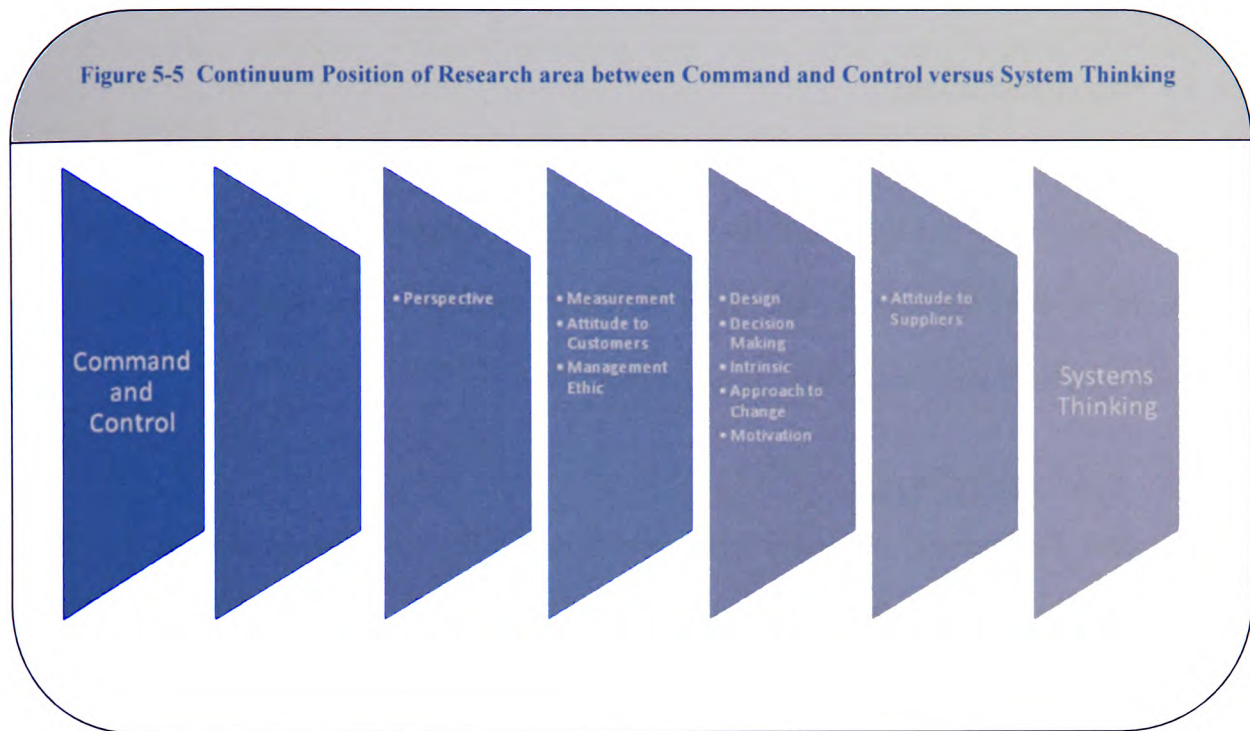 Figure 5-5 Continuum Position of Research area between Command and Control versus System Thinking
Command
and
Control
• Perspective
• Measurement
• Attitude to
Customers
• Management
Ethic
• Design
• Decision
Making
• Intrinsic
• Approach to
Change
• Motivation
• Attitude to
Suppliers
Systems
Thinking